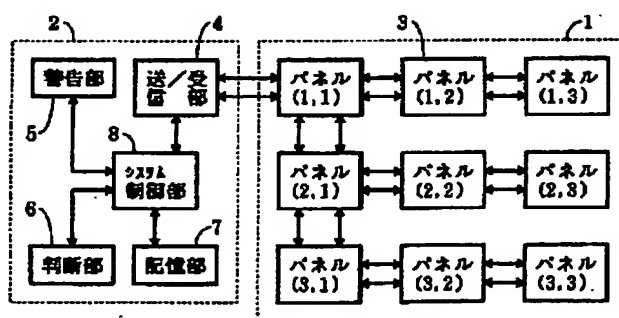 2
4
3
1
警告部
送/受
信 部
パネル
(1,1)
パネル
(1,2)
パネル
(1,3)
5
8
システム
制御部
パネル
(2,1)
パネル
(2,2)
パネル
(2,3)
6
7
判断部
記憶部
パネル
(3,1)
パネル
(3,2)
パネル
(3,3)